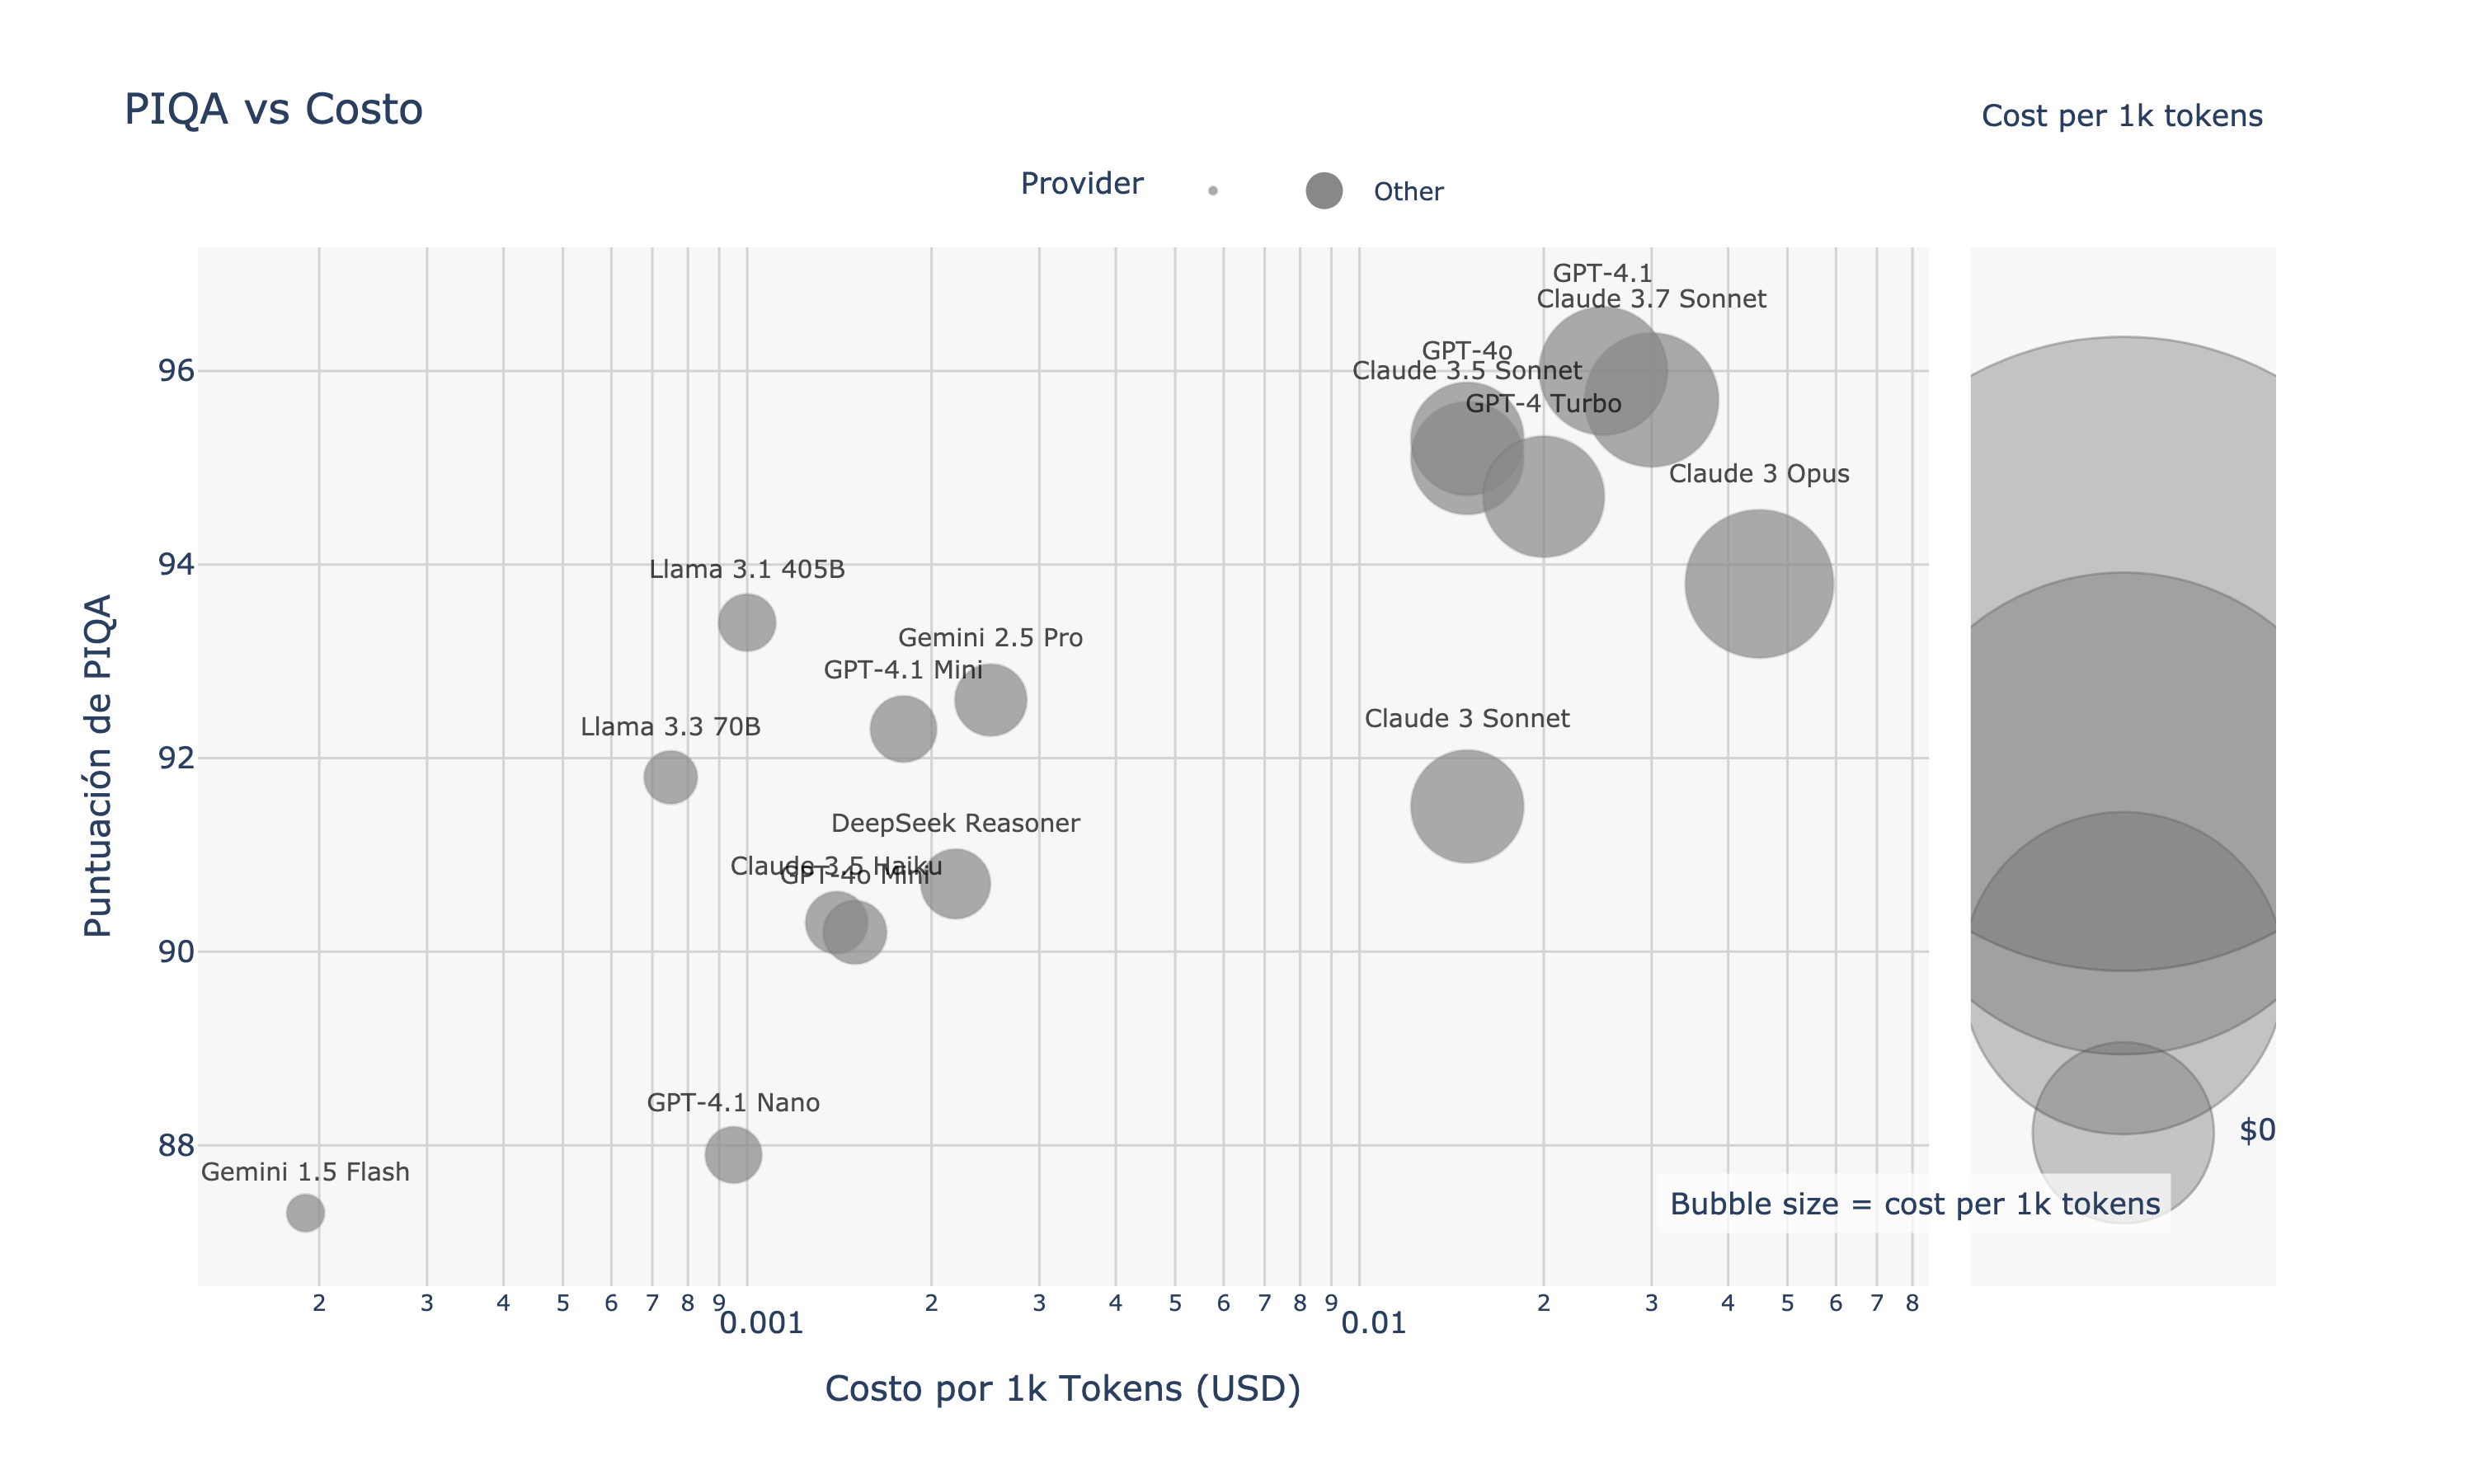 PIQA vs Costo
Cost per 1k tokens
Provider
Other
GPT-4.1
Claude 3.7 Sonnet
GPT-4o
Claude 3.5 Sonnet
GPT-4 Turbo
Claude 3 Opus
Llama 3.1 405B
Gemini 2.5 Pro
GPT-4.1 Mini
Llama 3.3 70B
Claude 3 Sonnet
DeepSeek Reasoner
Claude 3.5 Haiku
GPT-4o Mini
GPT-4.1 Nano
Gemini 1.5 Flash
$0
Bubble size = cost per 1k tokens
Puntuación de PIQA
96
94
92
90
88
2 3 4 5 6 7 8 9 2 3 4 5 6 7 8 9 2 3 4 5 6 7 8
0.001 0.01
Costo por 1k Tokens (USD)